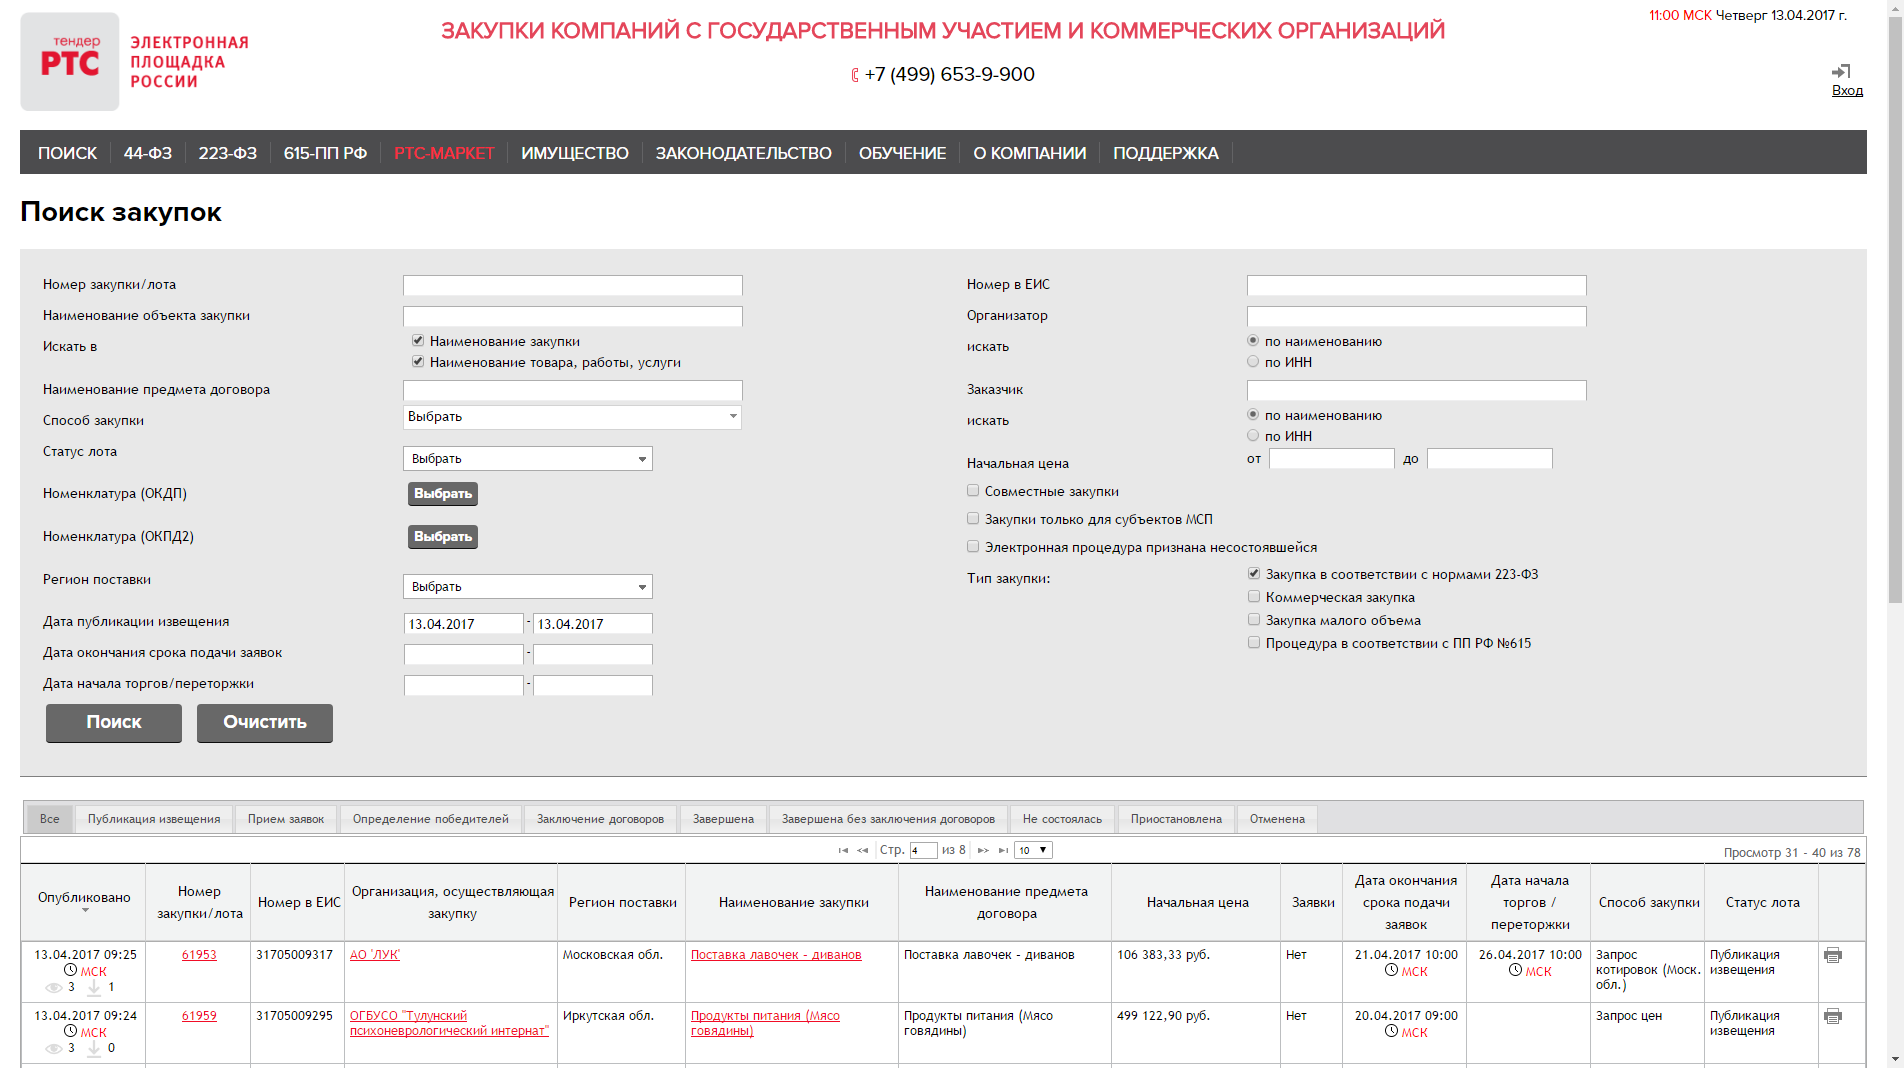 тендер
РТС
ЭЛЕКТРОННАЯ
ПЛОЩАДКА
РОССИИ
ЗАКУПКИ КОМПАНИЙ С ГОСУДАРСТВЕННЫМ УЧАСТИЕМ И КОММЕРЧЕСКИХ ОРГАНИЗАЦИЙ
+7 (499) 653-9-900
11:00 МСК Четверг 13.04.2017 г.
Вход
ПОИСК 44-ФЗ 223-ФЗ 615-ПП РФ РТС-МАРКЕТ ИМУЩЕСТВО ЗАКОНОДАТЕЛЬСТВО ОБУЧЕНИЕ О КОМПАНИИ ПОДДЕРЖКА
Поиск закупок
Номер закупки/лота
Наименование объекта закупки
Искать в
Наименование закупки
Наименование товара, работы, услуги
Наименование предмета договора
Способ закупки Выбрать
Статус лота Выбрать
Номенклатура (ОКДП) Выбрать
Номенклатура (ОКПД2) Выбрать
Регион поставки Выбрать
Дата публикации извещения 13.04.2017 - 13.04.2017
Дата окончания срока подачи заявок -
Дата начала торгов/переторжки -
Поиск Очистить
Номер в ЕИС
Организатор
искать
по наименованию
по ИНН
Заказчик
искать
по наименованию
по ИНН
Начальная цена от до
Совместные закупки
Закупки только для субъектов МСП
Электронная процедура признана несостоявшейся
Тип закупки:
Закупка в соответствии с нормами 223-ФЗ
Коммерческая закупка
Закупка малого объема
Процедура в соответствии с ПП РФ №615
Все Публикация извещения Прием заявок Определение победителей Заключение договоров Завершена Завершена без заключения договоров Не состоялась Приостановлена Отменена
Стр. 4 из 8 10
Просмотр 31 - 40 из 78
Опубликовано
Номер
закупки/лота
Номер в ЕИС
Организация, осуществляющая
закупку
Регион поставки
Наименование закупки
Наименование предмета
договора
Начальная цена
Заявки
Дата окончания
срока подачи
заявок
Дата начала
торгов /
переторжки
Способ закупки
Статус лота
13.04.2017 09:25
МСК
3 1
61953
31705009317
АО 'ЛУК'
Московская обл.
Поставка лавочек - диванов
Поставка лавочек - диванов
106 383,33 руб.
Нет
21.04.2017 10:00
МСК
26.04.2017 10:00
МСК
Запрос
котировок (Моск.
обл.)
Публикация
извещения
13.04.2017 09:24
МСК
3 0
61959
31705009295
ОГБУСО "Тулунский
психоневрологический интернат"
Иркутская обл.
Продукты питания (Мясо
говядины)
Продукты питания (Мясо
говядины)
499 122,90 руб.
Нет
20.04.2017 09:00
МСК
Запрос цен
Публикация
извещения